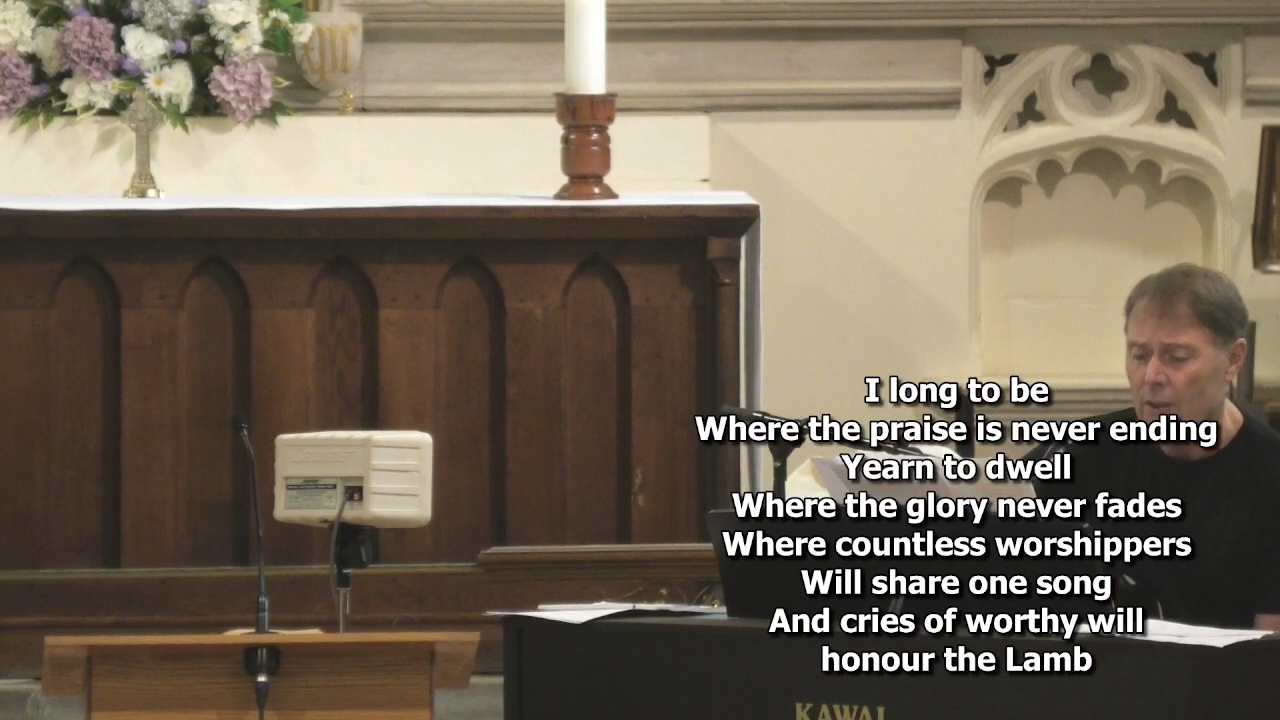 I long to be
Where the praise is never ending
Yearn to dwell
Where the glory never fades
Where countless worshippers
Will share one song
And cries of worthy will
honour the Lamb
KAWAI